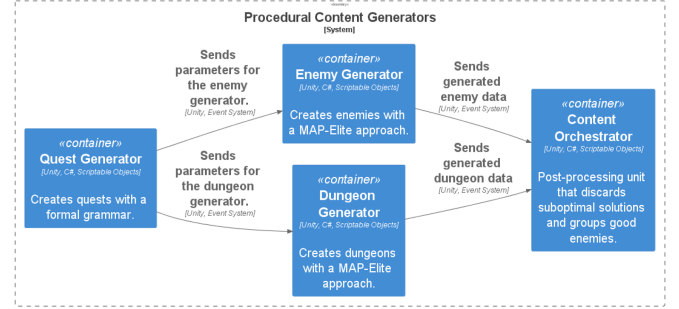 Procedural Content Generators
[System]
Sends
parameters for
the enemy
generator.
[Unity, Event System]
«container»
Enemy Generator
[Unity, C#, Scriptable Objects]
Creates enemies with
a MAP-Elite approach.
Sends
generated
enemy data
[Unity, Event System]
«container»
Quest Generator
[Unity, C#, Scriptable Objects]
Creates quests with a
formal grammar.
Sends
parameters for
the dungeon
generator.
[Unity, Event System]
«container»
Dungeon
Generator
[Unity, C#, Scriptable Objects]
Creates dungeons
with a MAP-Elite
approach.
Sends
generated
dungeon data
[Unity, Event System]
«container»
Content
Orchestrator
[Unity, C#, Scriptable Objects]
Post-processing unit
that discards
suboptimal solutions
and groups good
enemies.